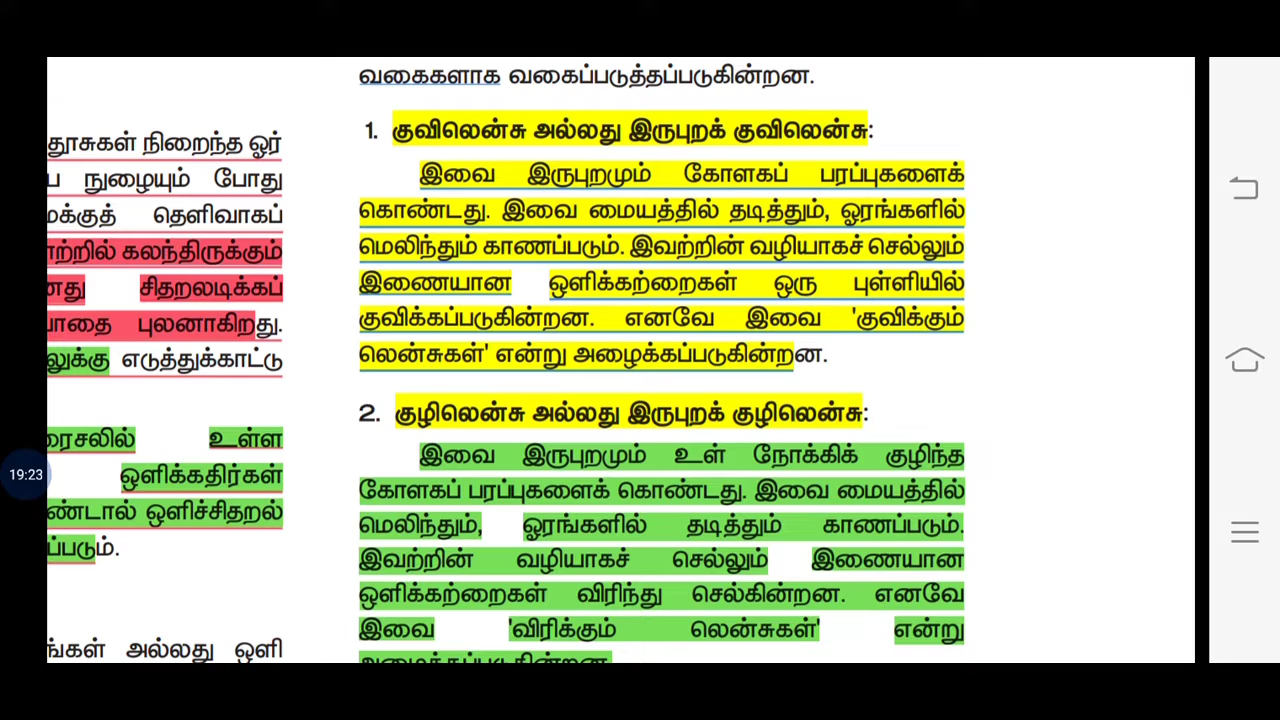 தூசுகள் நிறைந்த ஓர்
நுழையும் போது
தெளிவாகப்
கலந்திருக்கும்
சிதறலடிக்கப்
புலனாகிறது.
எடுத்துக்காட்டு
உள்ள
ஒளிக்கதிர்கள்
ஒளிச்சிதறல்
அல்லது ஒளி
19:23
வகைகளாக வகைப்படுத்தப்படுகின்றன.
1. குவிலென்சு அல்லது இருபுறக் குவிலென்சு:
இவை இருபுறமும் கோளகப் பரப்புகளைக்
கொண்டது. இவை மையத்தில் தடித்தும், ஓரங்களில்
மெலிந்தும் காணப்படும். இவற்றின் வழியாகச் செல்லும்
இணையான ஒளிக்கற்றைகள் ஒரு புள்ளியில்
குவிக்கப்படுகின்றன. எனவே இவை 'குவிக்கும்
லென்சுகள்' என்று அழைக்கப்படுகின்றன.
2. குழிலென்சு அல்லது இருபுறக் குழிலென்சு:
இவை இருபுறமும் உள் நோக்கிக் குழிந்த
கோளகப் பரப்புகளைக் கொண்டது. இவை மையத்தில்
மெலிந்தும், ஓரங்களில் தடித்தும் காணப்படும்.
இவற்றின் வழியாகச் செல்லும் இணையான
ஒளிக்கற்றைகள் விரிந்து செல்கின்றன. எனவே
இவை 'விரிக்கும் லென்சுகள்' என்று